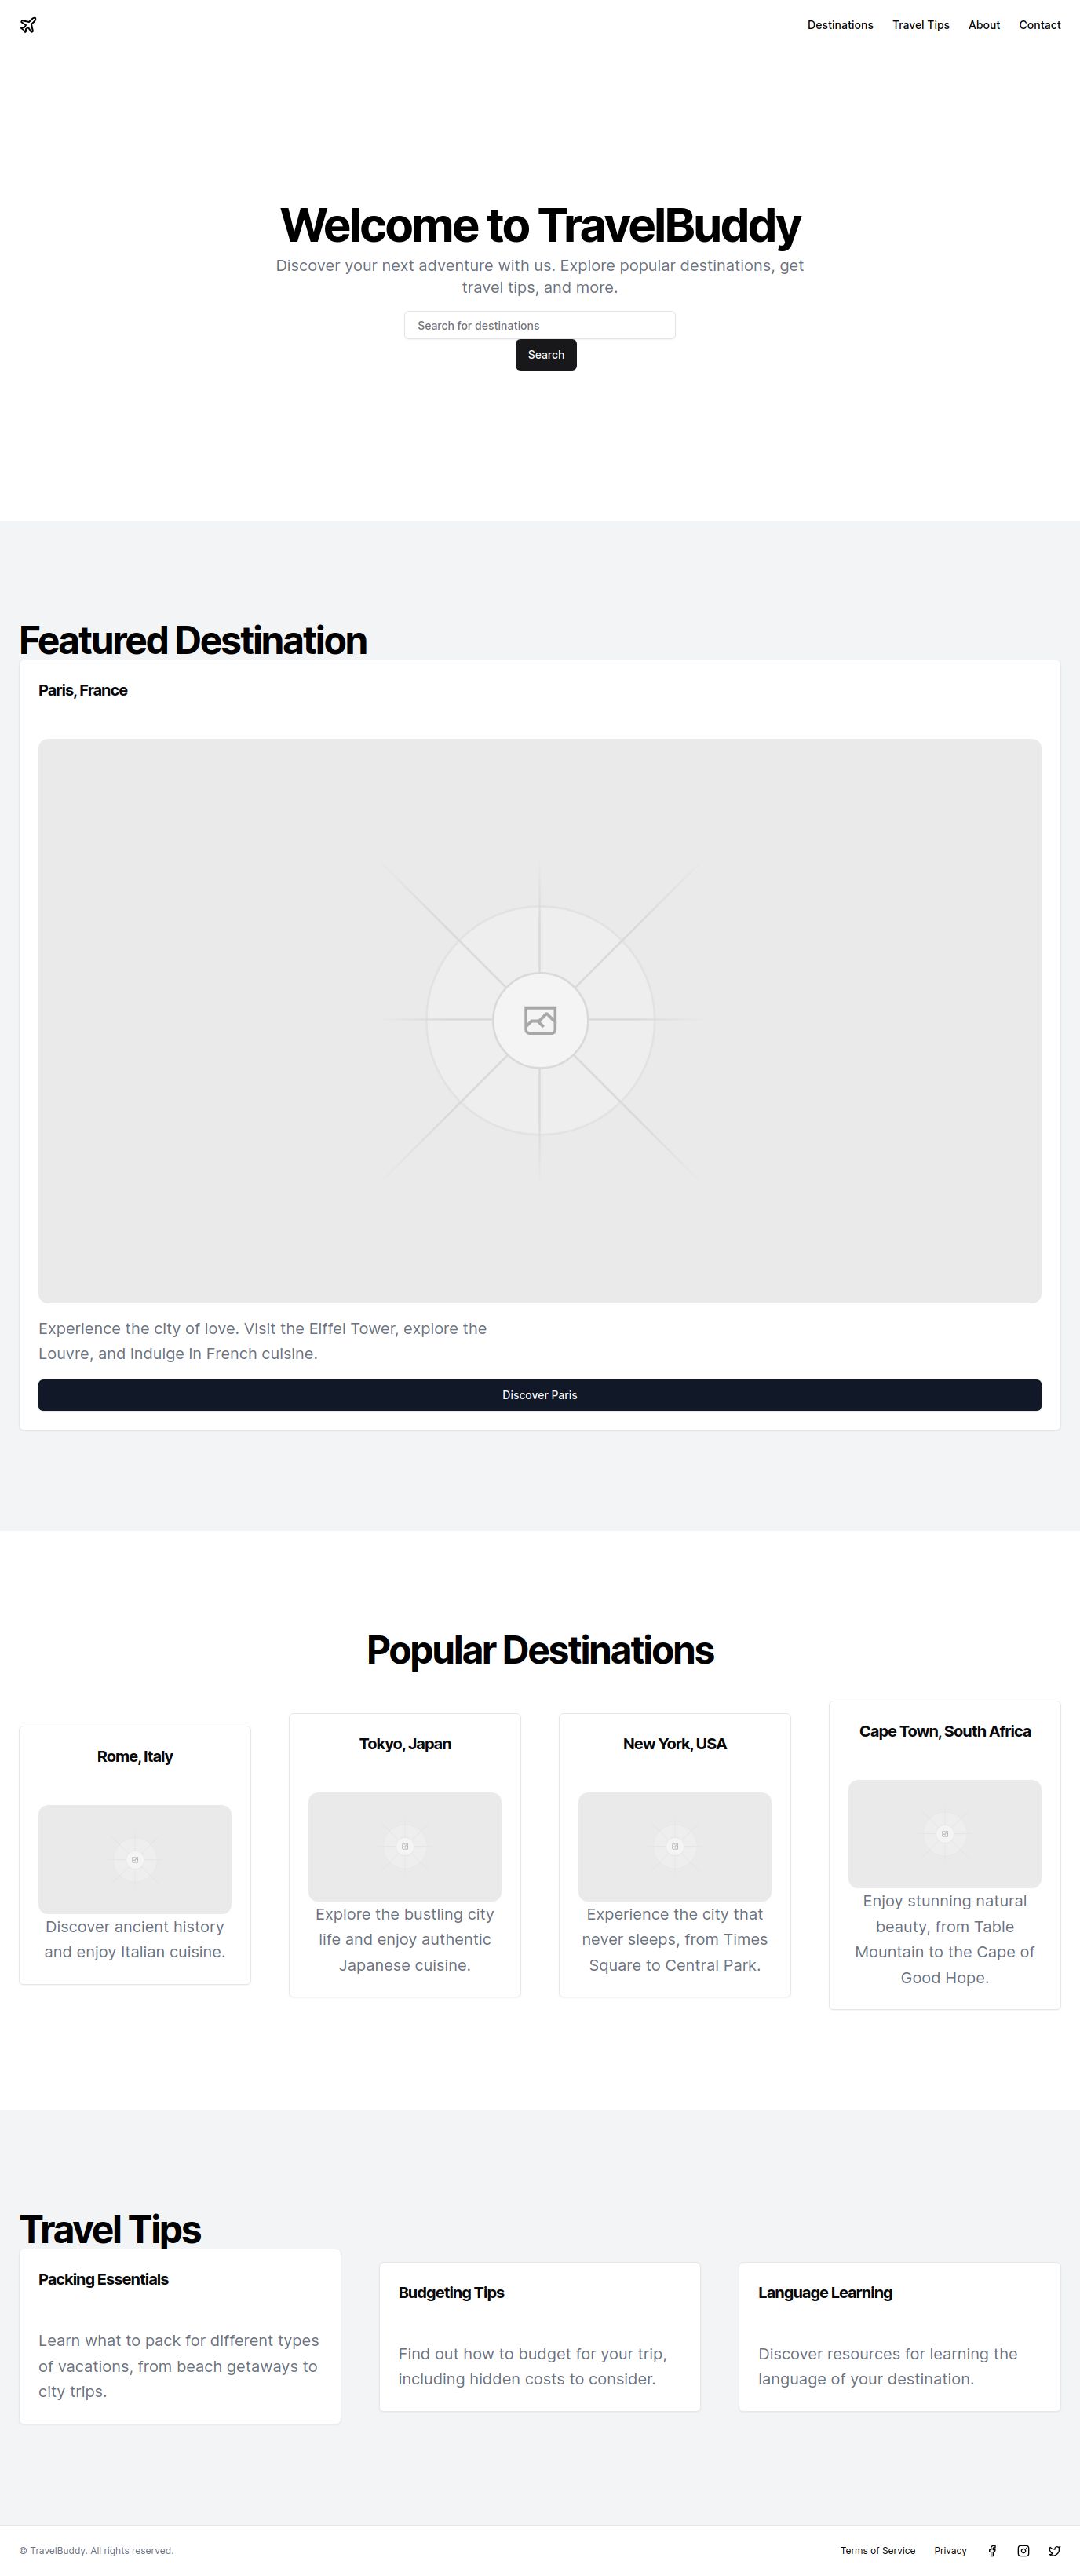 Destinations Travel Tips About Contact
Welcome to TravelBuddy
Discover your next adventure with us. Explore popular destinations, get
travel tips, and more.
Search for destinations
Search
Featured Destination
Paris, France
Experience the city of love. Visit the Eiffel Tower, explore the
Louvre, and indulge in French cuisine.
Discover Paris
Popular Destinations
Rome, Italy
Discover ancient history
and enjoy Italian cuisine.
Tokyo, Japan
Explore the bustling city
life and enjoy authentic
Japanese cuisine.
New York, USA
Experience the city that
never sleeps, from Times
Square to Central Park.
Cape Town, South Africa
Enjoy stunning natural
beauty, from Table
Mountain to the Cape of
Good Hope.
Travel Tips
Packing Essentials
Learn what to pack for different types
of vacations, from beach getaways to
city trips.
Budgeting Tips
Find out how to budget for your trip,
including hidden costs to consider.
Language Learning
Discover resources for learning the
language of your destination.
© TravelBuddy. All rights reserved.
Terms of Service Privacy